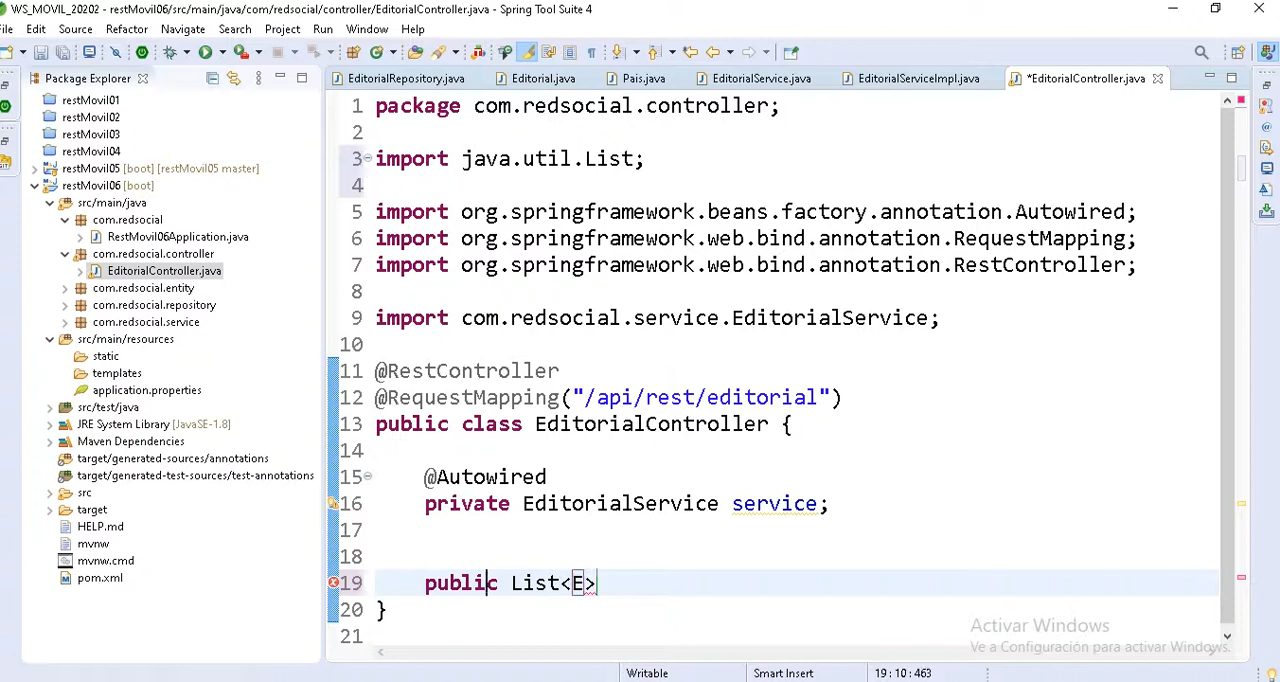 WS_MOVIL_20202 - restMovil06/src/main/java/com/redsocial/controller/EditorialController.java - Spring Tool Suite 4
File Edit Source Refactor Navigate Search Project Run Window Help
Package Explorer
EditorialRepository.java Editorial.java Pais.java EditorialService.java EditorialServiceImpl.java *EditorialController.java
restMovil01
restMovil02
restMovil03
restMovil04
restMovil05 [boot] [restMovil05 master]
restMovil06 [boot]
src/main/java
com.redsocial
RestMovil06Application.java
com.redsocial.controller
EditorialController.java
com.redsocial.entity
com.redsocial.repository
com.redsocial.service
src/main/resources
static
templates
application.properties
src/test/java
JRE System Library [JavaSE-1.8]
Maven Dependencies
target/generated-sources/annotations
target/generated-test-sources/test-annotations
src
target
HELP.md
mvnw
mvnw.cmd
pom.xml
1 package com.redsocial.controller;
2
3 import java.util.List;
4
5 import org.springframework.beans.factory.annotation.Autowired;
6 import org.springframework.web.bind.annotation.RequestMapping;
7 import org.springframework.web.bind.annotation.RestController;
8
9 import com.redsocial.service.EditorialService;
10
11 @RestController
12 @RequestMapping("/api/rest/editorial")
13 public class EditorialController {
14
15 @Autowired
16 private EditorialService service;
17
18
19 public List<E>
20 }
21
Activar Windows
Ve a Configuración para activar Windows.
Writable Smart Insert 19 : 10 : 463